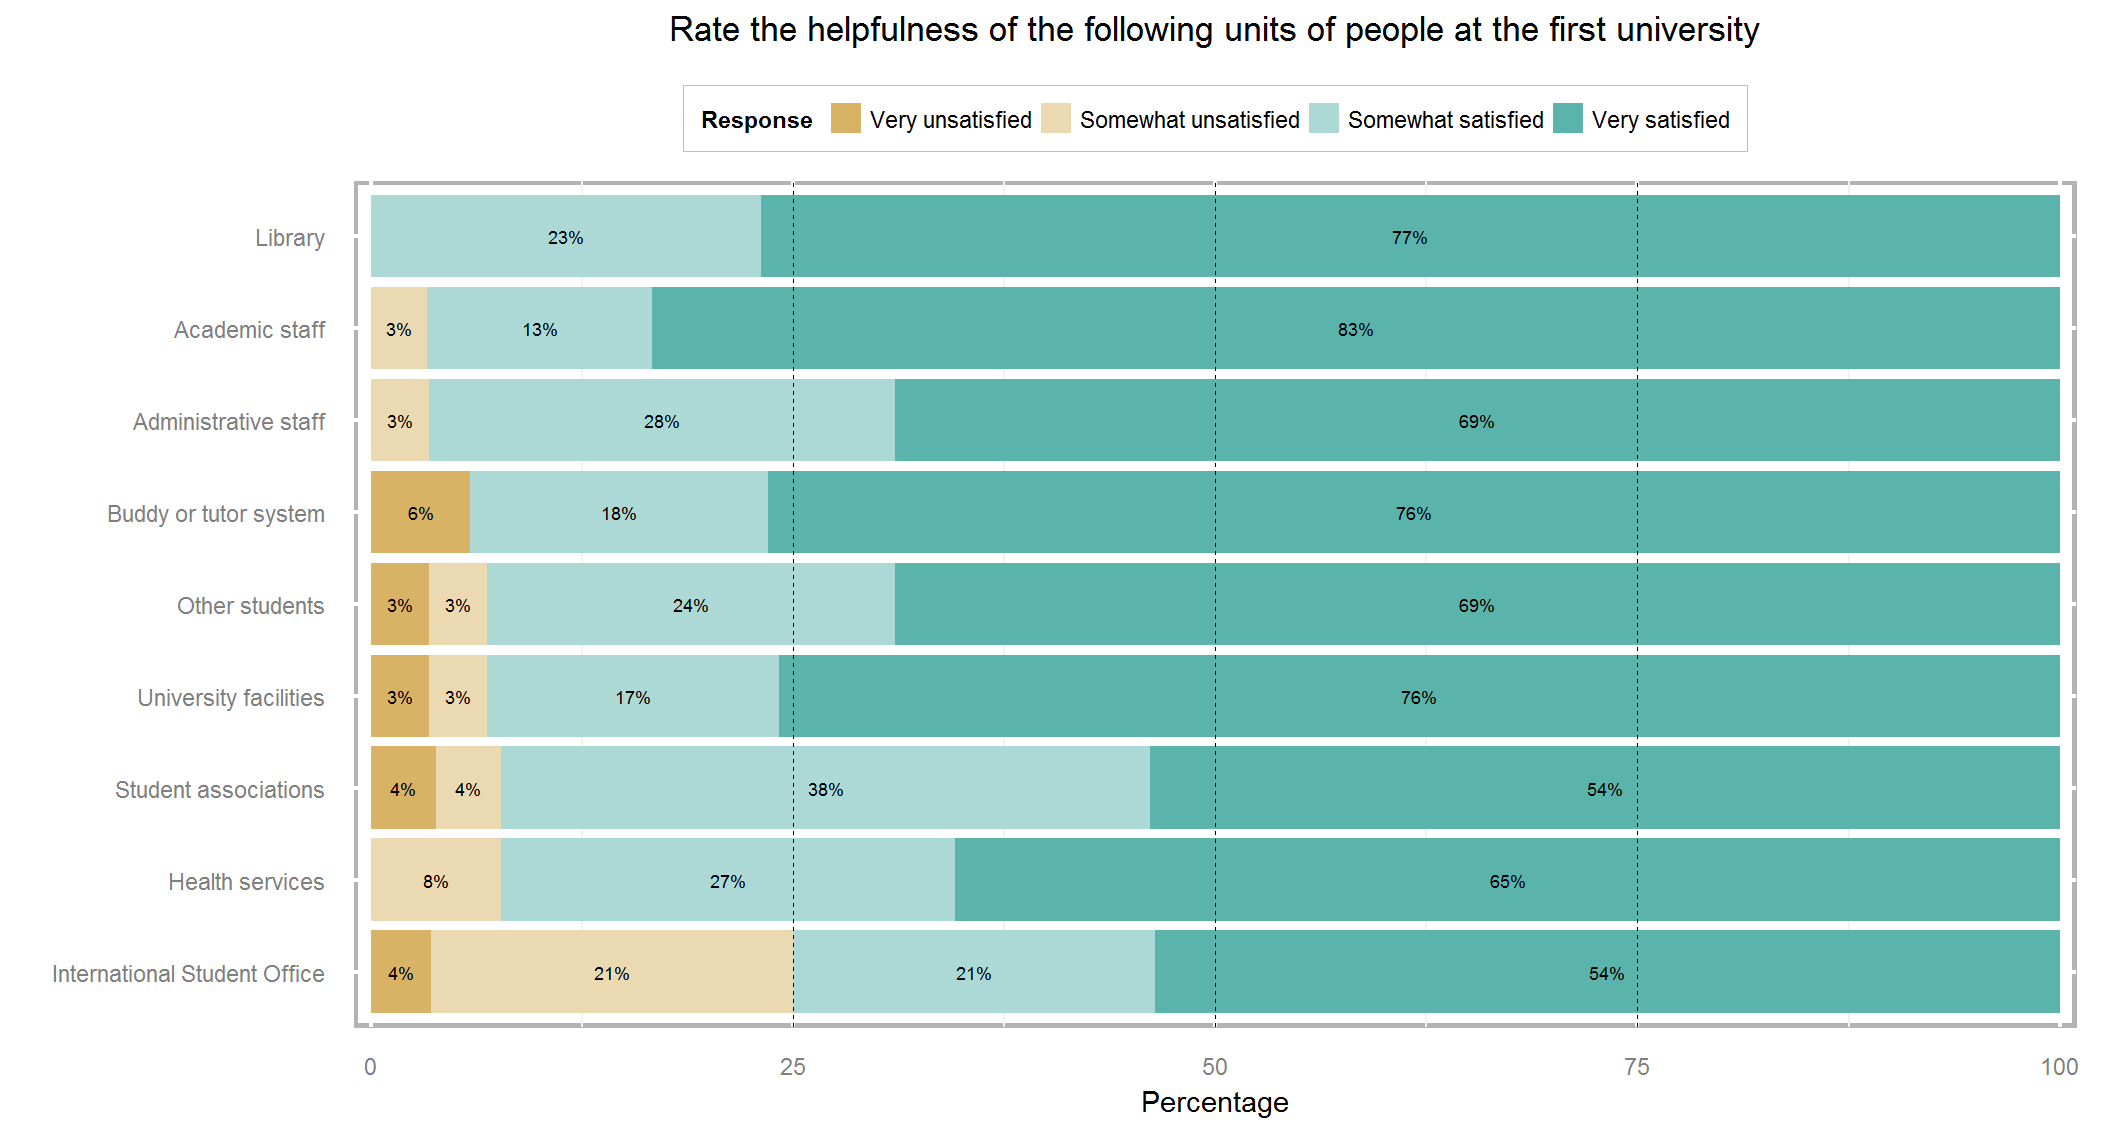 Rate the helpfulness of the following units of people at the first university
Response Very unsatisfied Somewhat unsatisfied Somewhat satisfied Very satisfied
Library 23% 77%
Academic staff 3% 13% 83%
Administrative staff 3% 28% 69%
Buddy or tutor system 6% 18% 76%
Other students 3% 3% 24% 69%
University facilities 3% 3% 17% 76%
Student associations 4% 4% 38% 54%
Health services 8% 27% 65%
International Student Office 4% 21% 21% 54%
0 25 50 75 100
Percentage